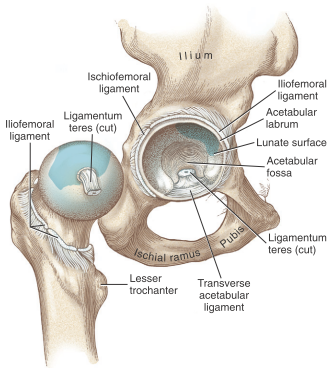 Ilium
Ischiofemoral
ligament
Iliofemoral
ligament
Acetabular
labrum
Lunate surface
Acetabular
fossa
Ligamentum
teres (cut)
Iliofemoral
ligament
Ligamentum
teres (cut)
Pubis
Ischial ramus
Lesser
trochanter
Transverse
acetabular
ligament